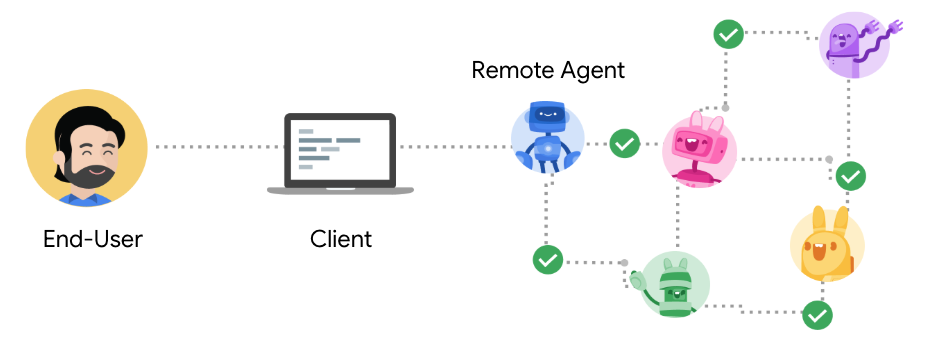 Remote Agent
End-User
Client